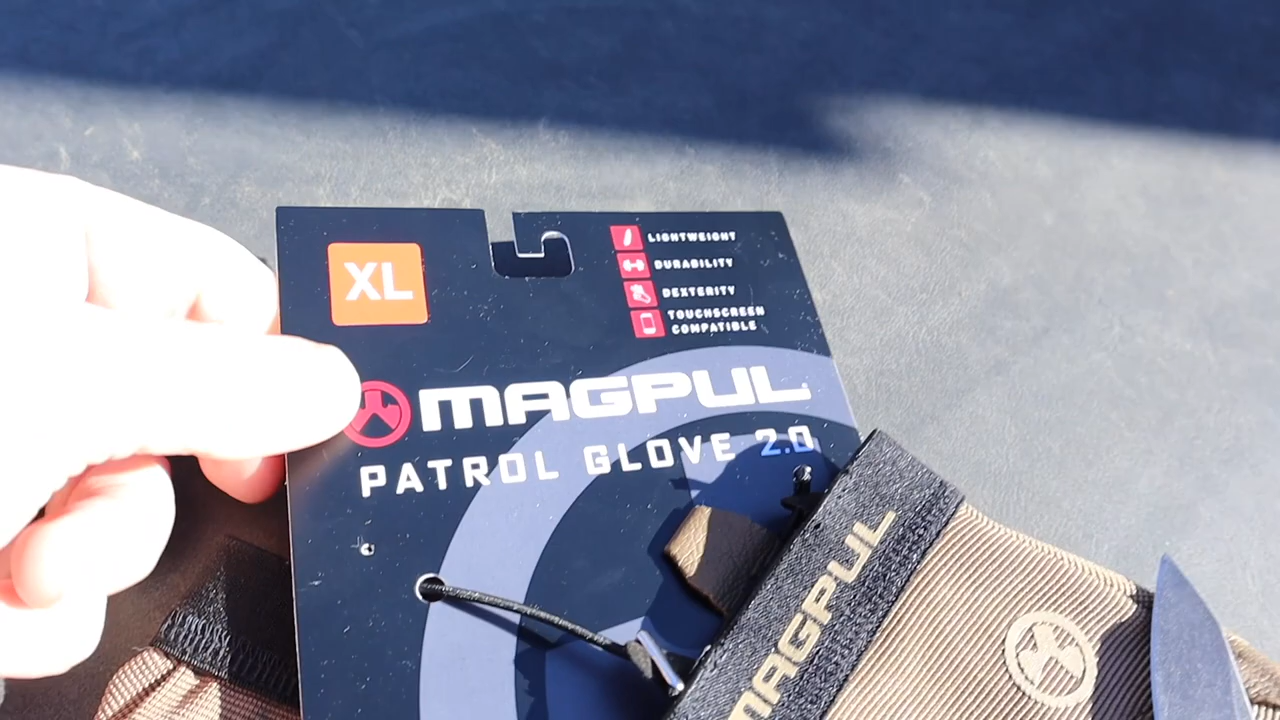 XL
LIGHTWEIGHT
DURABILITY
DEXTERITY
TOUCHSCREEN
COMPATIBLE
MAGPUL
PATROL GLOVE 2.0
MAGPUL